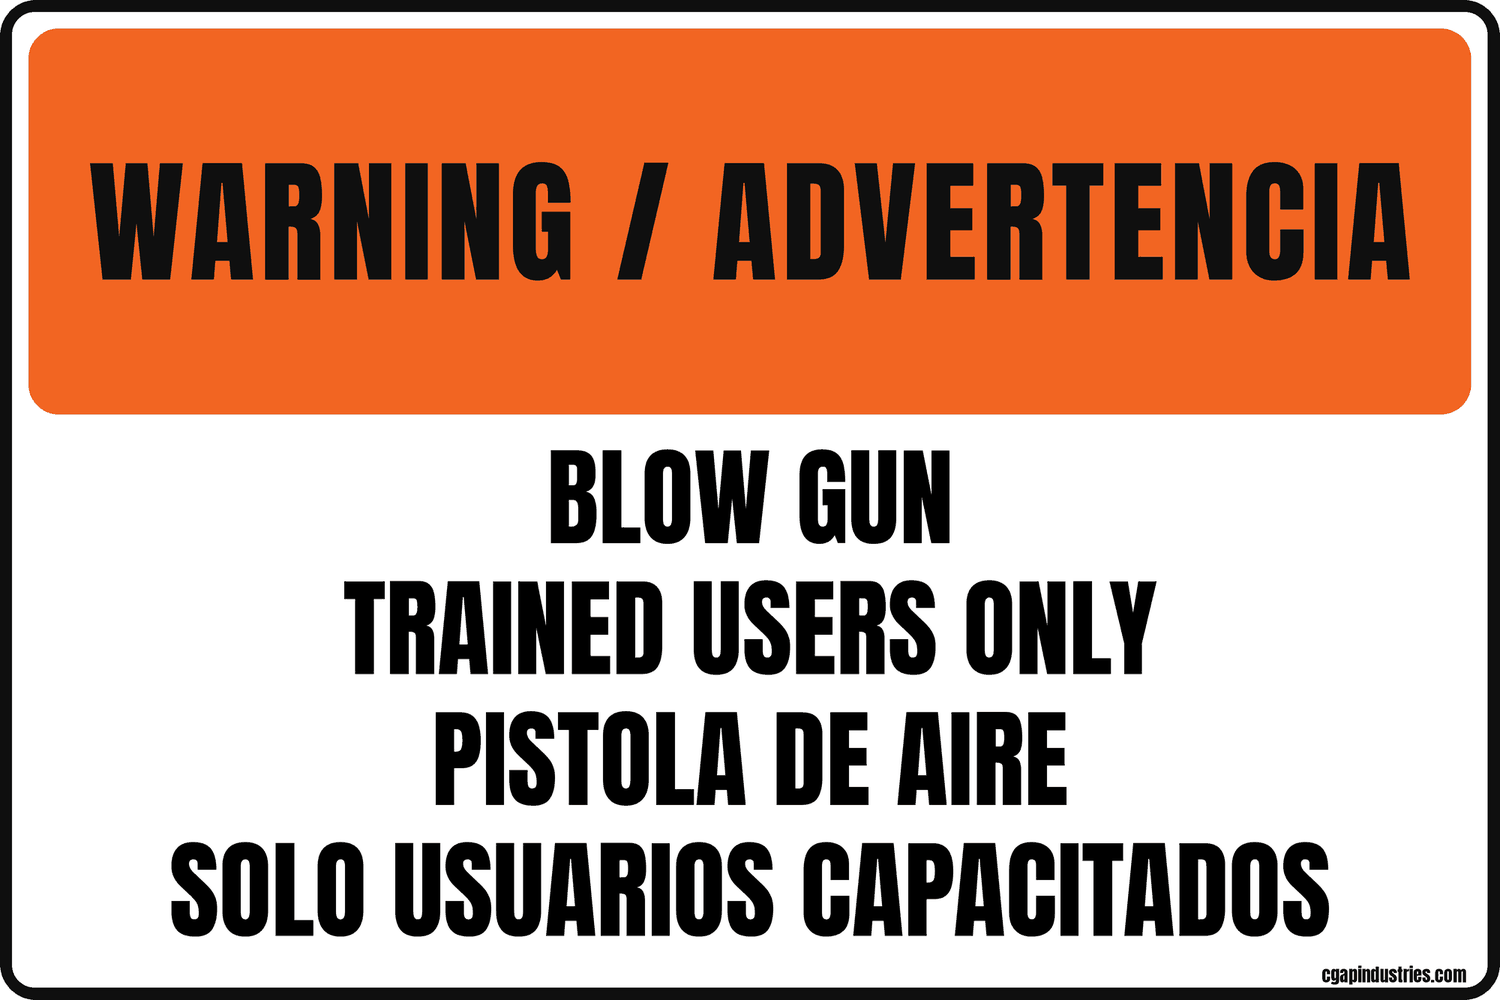 WARNING / ADVERTENCIA
BLOW GUN
TRAINED USERS ONLY
PISTOLA DE AIRE
SOLO USUARIOS CAPACITADOS
cgapindustries.com